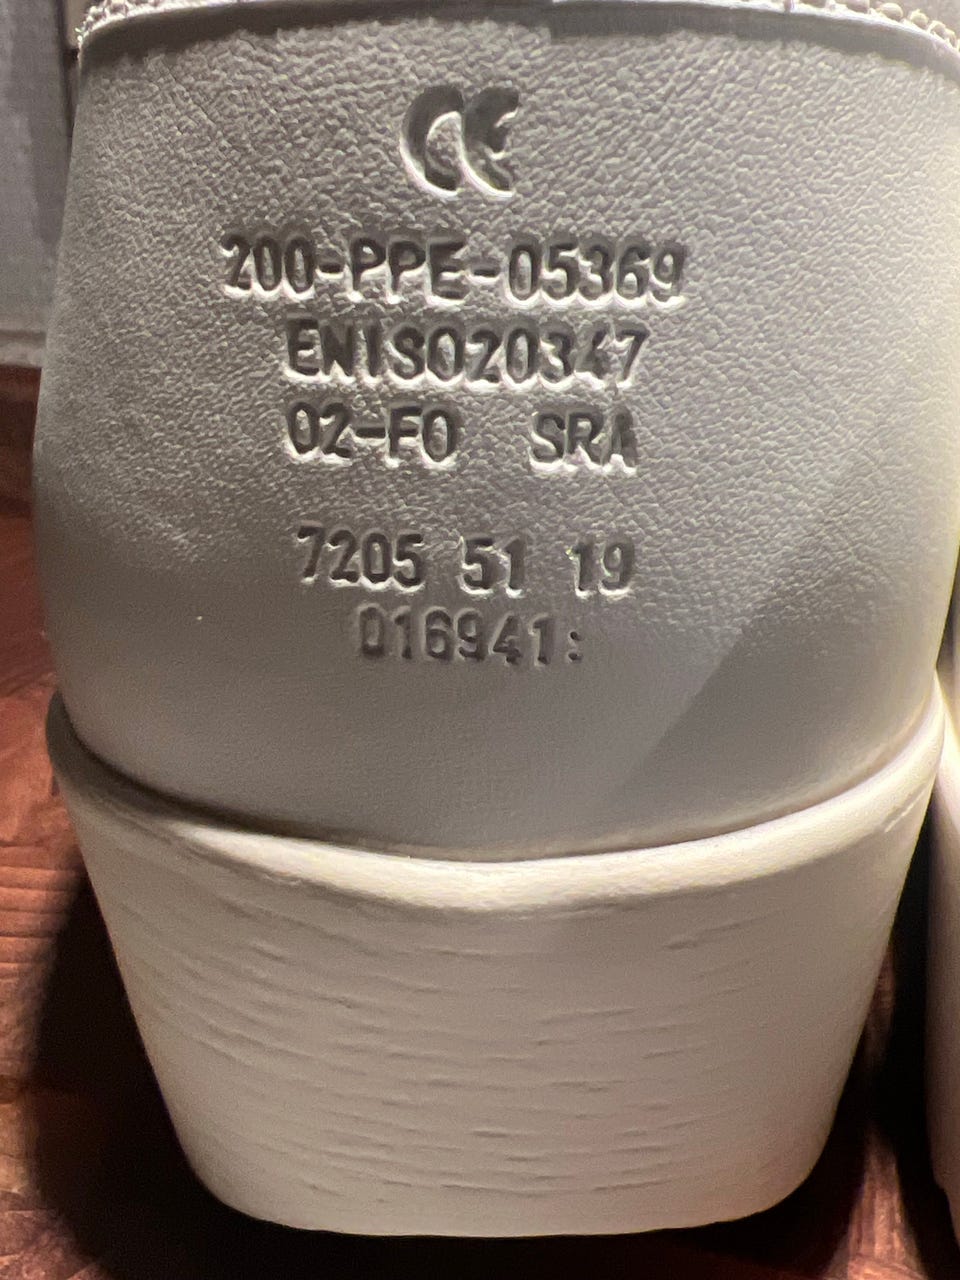 CE
200-PPE-05369
ENISO20347
02-FO SRA
7205 51 19
016941: